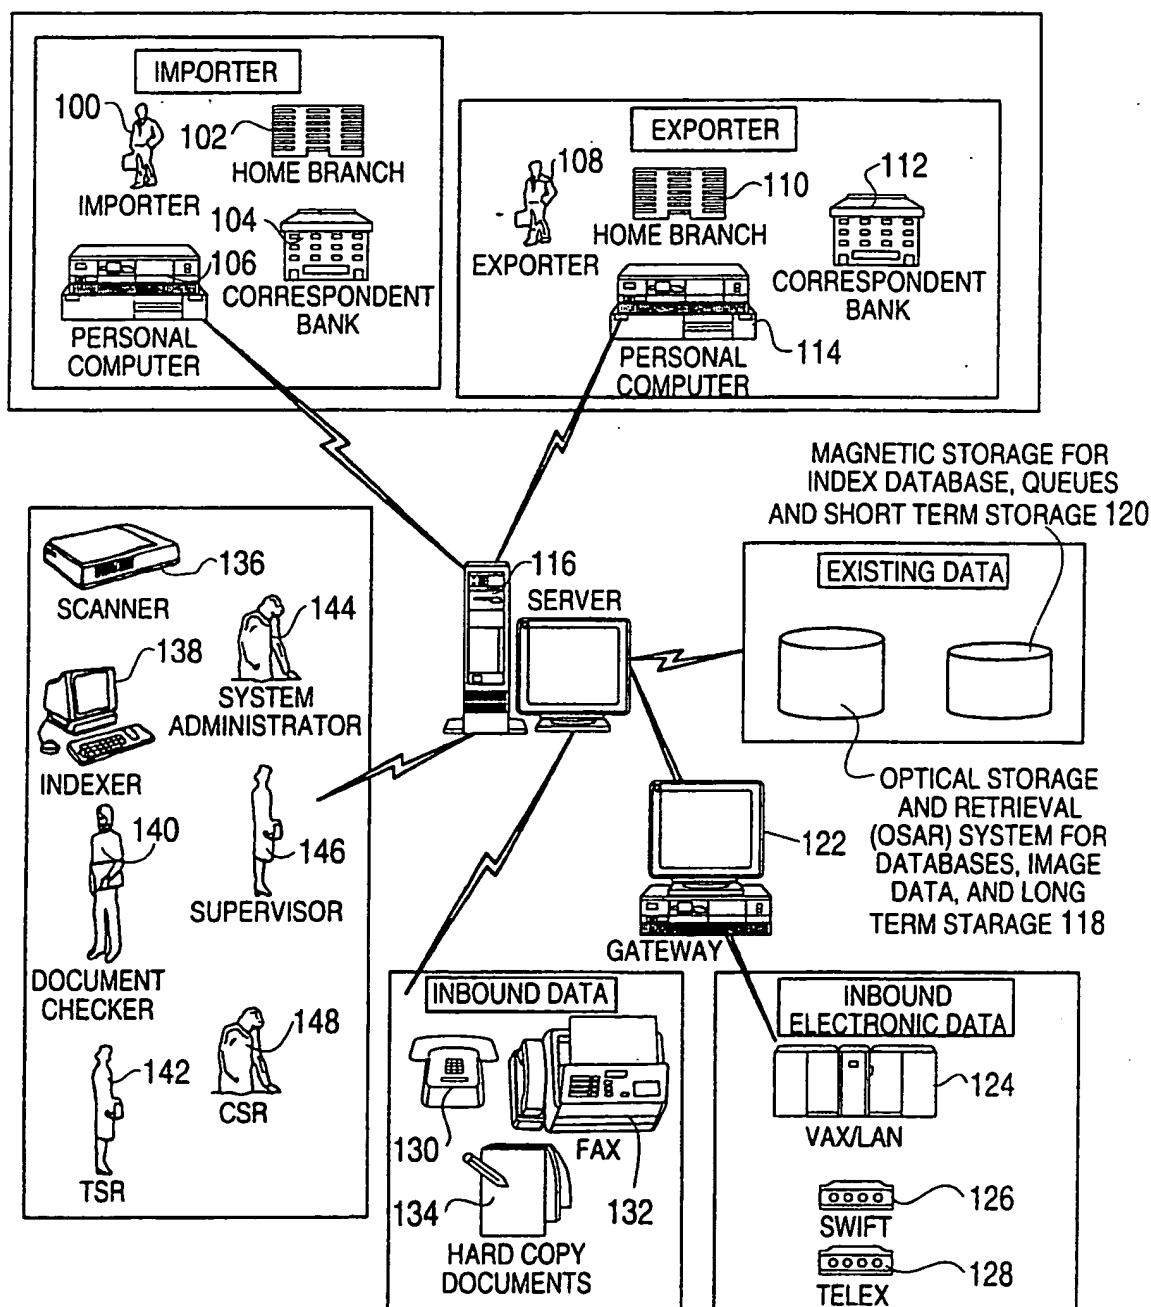 IMPORTER
100
102
HOME BRANCH
IMPORTER
104
106
CORRESPONDENT
BANK
PERSONAL
COMPUTER
EXPORTER
108
110
112
HOME BRANCH
EXPORTER
CORRESPONDENT
BANK
114
PERSONAL
COMPUTER
MAGNETIC STORAGE FOR
INDEX DATABASE, QUEUES
AND SHORT TERM STORAGE 120
136
SCANNER
144
138
SYSTEM
ADMINISTRATOR
INDEXER
140
146
SUPERVISOR
DOCUMENT
CHECKER
148
142
CSR
TSR
116
SERVER
EXISTING DATA
OPTICAL STORAGE
AND RETRIEVAL
(OSAR) SYSTEM FOR
DATABASES, IMAGE
DATA, AND LONG
TERM STARAGE 118
122
GATEWAY
INBOUND DATA
130
FAX
132
134
HARD COPY
DOCUMENTS
INBOUND
ELECTRONIC DATA
124
VAX/LAN
126
SWIFT
128
TELEX